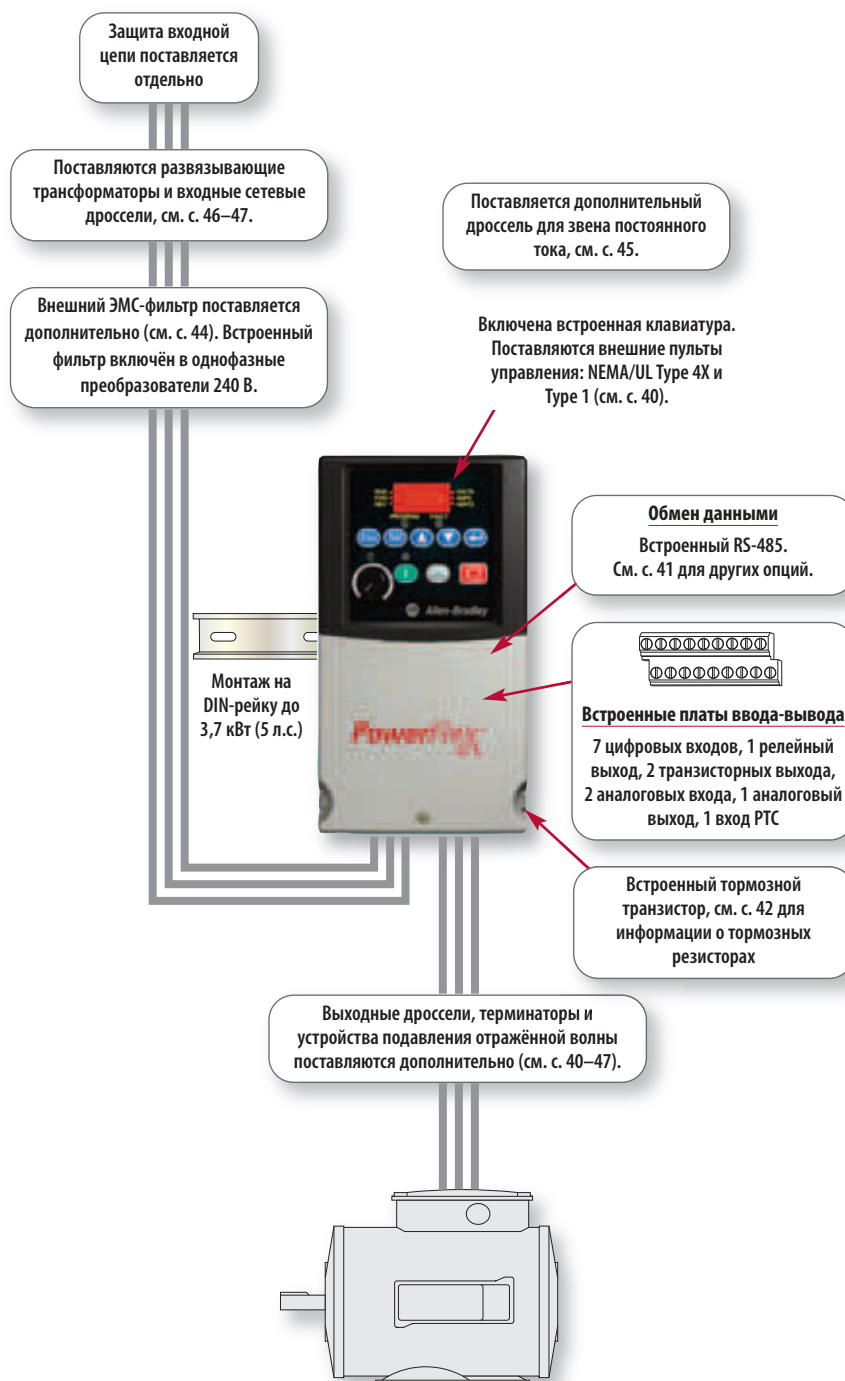 Защита входной
цепи поставляется
отдельно
Поставляются развязывающие
трансформаторы и входные сетевые
дроссели, см. с. 46–47.
Поставляется дополнительный
дроссель для звена постоянного
тока, см. с. 45.
Внешний ЭМС-фильтр поставляется
дополнительно (см. с. 44). Встроенный
фильтр включён в однофазные
преобразователи 240 В.
Включена встроенная клавиатура.
Поставляются внешние пульты
управления: NEMA/UL Type 4X и
Type 1 (см. с. 40).
Allen-Bradley
PowerFlex
Обмен данными
Встроенный RS-485.
См. с. 41 для других опций.
Монтаж на
DIN-рейку до
3,7 кВт (5 л.с.)
Встроенные платы ввода-вывода
7 цифровых входов, 1 релейный
выход, 2 транзисторных выхода,
2 аналоговых входа, 1 аналоговый
выход, 1 вход PTC
Встроенный тормозной
транзистор, см. с. 42 для
информации о тормозных
резисторах
Выходные дроссели, терминаторы и
устройства подавления отражённой волны
поставляются дополнительно (см. с. 40–47).